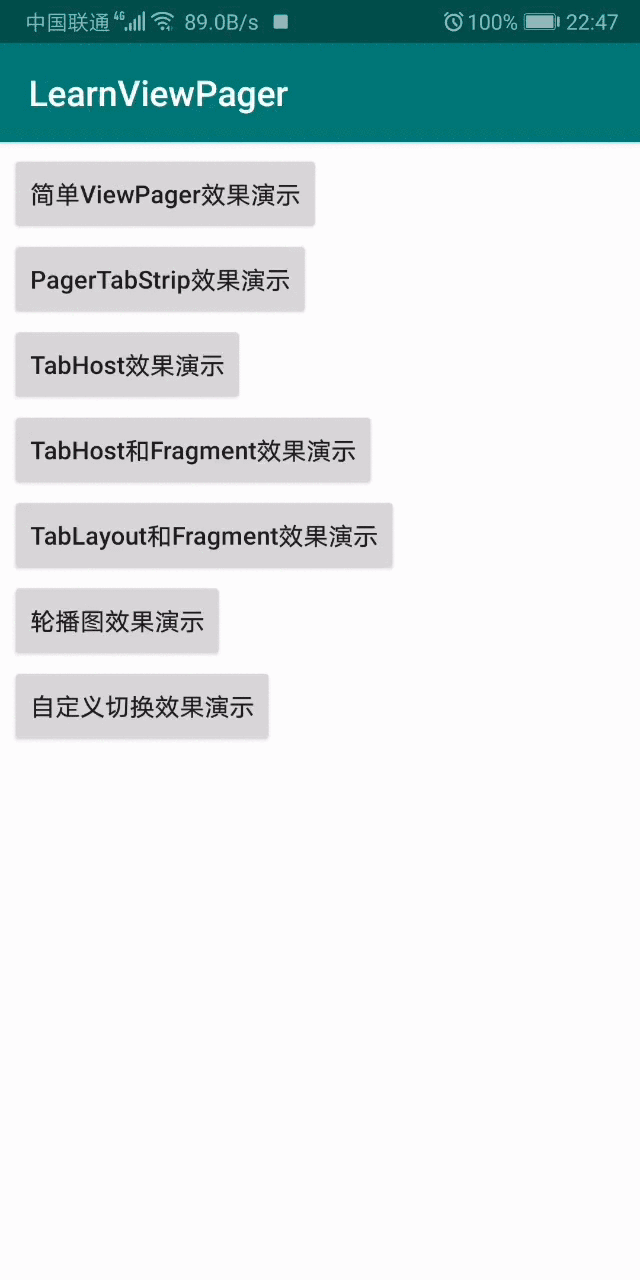 中国联通 4G 89.0B/s 100% 22:47
LearnViewPager
简单ViewPager效果演示
PagerTabStrip效果演示
TabHost效果演示
TabHost和Fragment效果演示
TabLayout和Fragment效果演示
轮播图效果演示
自定义切换效果演示